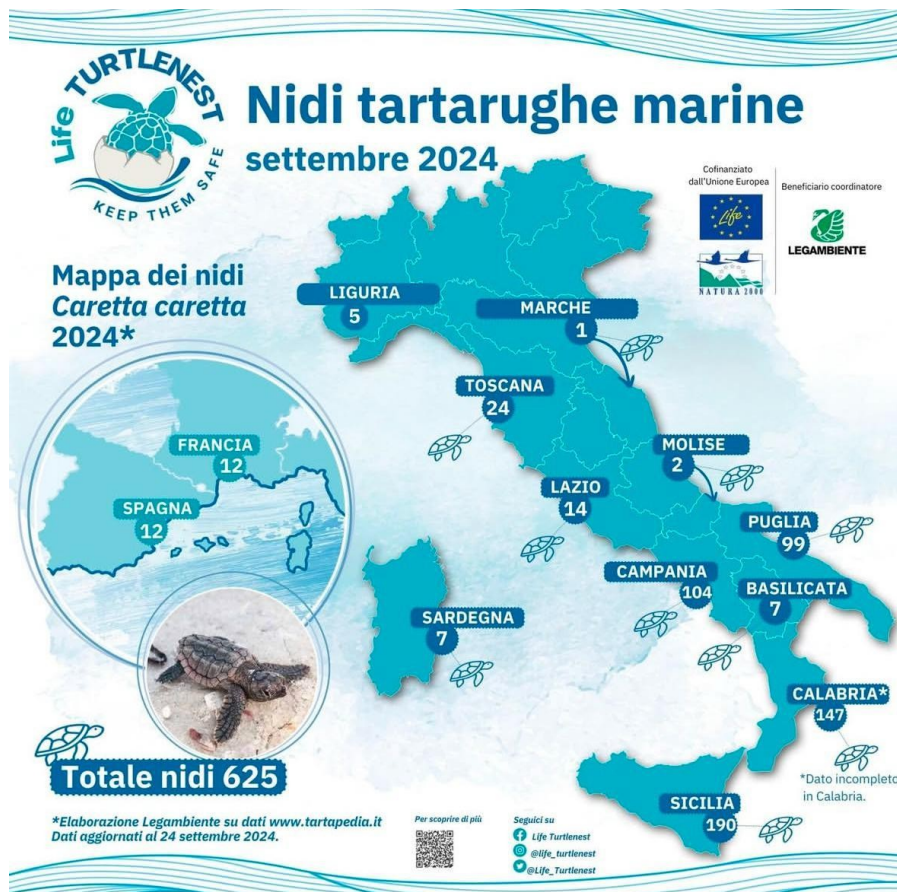 Life TURTLENEST
KEEP THEM SAFE
Nidi tartarughe marine
settembre 2024
Cofinanziato
dall'Unione Europea
Life
NATURA 2000
Beneficiario coordinatore
LEGAMBIENTE
Mappa dei nidi
Caretta caretta
2024*
LIGURIA
5
MARCHE
1
TOSCANA
24
FRANCIA
12
SPAGNA
12
MOLISE
2
LAZIO
14
PUGLIA
99
CAMPANIA
104
BASILICATA
7
SARDEGNA
7
CALABRIA*
147
*Dato incompleto
in Calabria.
SICILIA
190
Totale nidi 625
*Elaborazione Legambiente su dati www.tartapedia.it
Dati aggiornati al 24 settembre 2024.
Per scoprire di più
Seguici su
Life Turtlenest
@life_turtlenest
@Life_Turtlenest